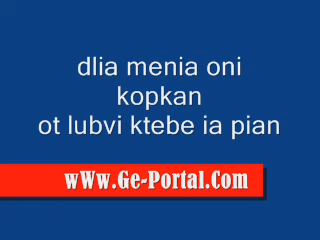 dlia menia oni
kopkan
ot lubvi ktebe ia pian
wWw.Ge-Portal.Com